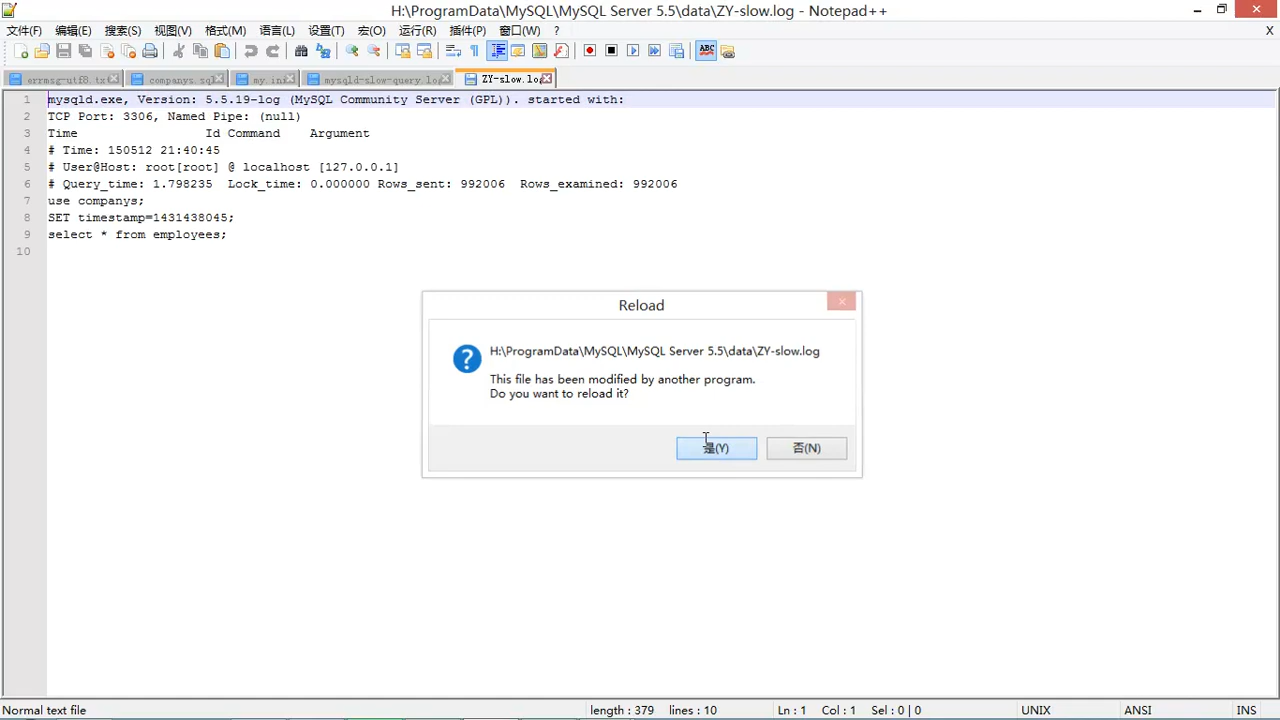 H:\ProgramData\MySQL\MySQL Server 5.5\data\ZY-slow.log - Notepad++
文件(F) 编辑(E) 搜索(S) 视图(V) 格式(M) 语言(L) 设置(T) 宏(O) 运行(R) 插件(P) 窗口(W) ? X
errmsg-utf8.txt companys.sql my.ini mysqld-slow-query.log ZY-slow.log
1 mysqld.exe, Version: 5.5.19-log (MySQL Community Server (GPL)). started with:
2 TCP Port: 3306, Named Pipe: (null)
3 Time Id Command Argument
4 # Time: 150512 21:40:45
5 # User@Host: root[root] @ localhost [127.0.0.1]
6 # Query_time: 1.798235 Lock_time: 0.000000 Rows_sent: 992006 Rows_examined: 992006
7 use companys;
8 SET timestamp=1431438045;
9 select * from employees;
10
Reload
H:\ProgramData\MySQL\MySQL Server 5.5\data\ZY-slow.log
This file has been modified by another program.
Do you want to reload it?
是(Y) 否(N)
Normal text file length : 379 lines : 10 Ln : 1 Col : 1 Sel : 0 | 0 UNIX ANSI INS